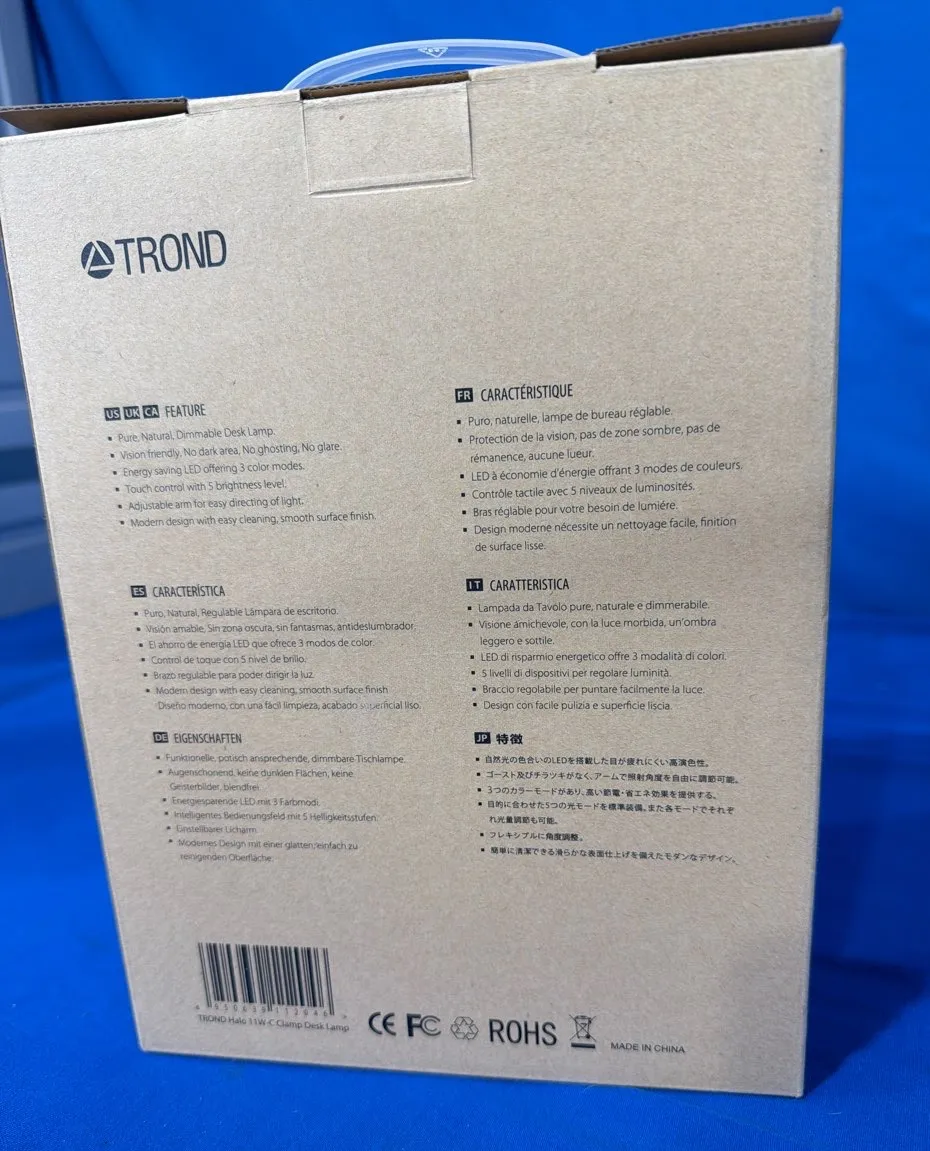 TROND
US UK CA FEATURE
Pure, Natural, Dimmable Desk Lamp.
Vision friendly, No dark area, No ghosting, No glare.
Energy saving LED offering 3 color modes.
Touch control with 5 brightness level.
Adjustable arm for easy directing of light.
Modern design with easy cleaning, smooth surface finish.
FR CARACTÉRISTIQUE
Puro, naturelle, lampe de bureau réglable.
Protection de la vision, pas de zone sombre, pas de
rémanence, aucune lueur.
LED à économie d'énergie offrant 3 modes de couleurs.
Contrôle tactile avec 5 niveaux de luminosités.
Bras réglable pour votre besoin de lumiére.
Design moderne nécessite un nettoyage facile, finition
de surface lisse.
ES CARACTERÍSTICA
Puro, Natural, Regulable Lámpara de escritorio.
Visión amable, Sin zona oscura, sin fantasmas, antideslumbrador.
El ahorro de energía LED que ofrece 3 modos de color.
Control de toque con 5 nivel de brillo.
Brazo regulable para poder dirigir la luz.
Modern design with easy cleaning, smooth surface finish
Diseño moderno, con una fácil limpieza, acabado superficial liso.
IT CARATTERISTICA
Lampada da Tavolo pure, naturale e dimmerabile.
Visione ámichevole, con la luce morbida, un'ombra
leggero e sottile.
LED di risparmio energetico offre 3 modalità di colori.
5 livelli di dispositivi per regolare luminità.
Braccio regolabile per puntare facilmente la luce.
Design con facile pulizia e superficie liscia.
DE EIGENSCHAFTEN
Funktionelle, potisch ansprechende, dimmbare Tischlampe.
Augenschonend, keine dunklen Flächen, keine
Geisterbilder, blendfrei.
Energiesparende LED mit 3 Farbmodi.
Intelligentes Bedienungsfeld mit 5 Helligkeitsstufen.
Einstellbarer Licharm.
Modernes Design mit einer glatten, einfach zu
reinigenden Oberfläche.
JP 特徴
自然光の色合いのLEDを搭載した目が疲れにくい高演色性。
ゴースト及びチラツキがなく、アームで照射角度を自由に調節可能。
3つのカラーモードがあり、高い節電・省エネ効果を提供する。
目的に合わせた5つの光モードを標準装備。また各モードでそれぞ
れ光量調節も可能。
フレキシブルに角度調整。
簡単に清潔できる滑らかな表面仕上げを備えたモダンなデザイン。
TROND Halo 11W-C Clamp Desk Lamp
CE FC ROHS MADE IN CHINA